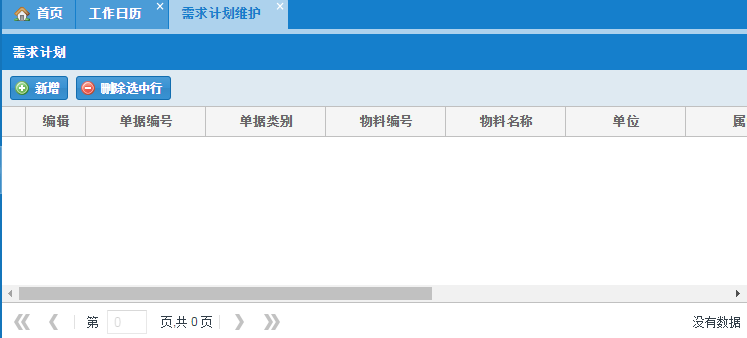 首页 工作日历 × 需求计划维护 ×
需求计划
新增 删除选中行
编辑 单据编号 单据类别 物料编号 物料名称 单位 属
第 0 页,共 0 页 没有数据